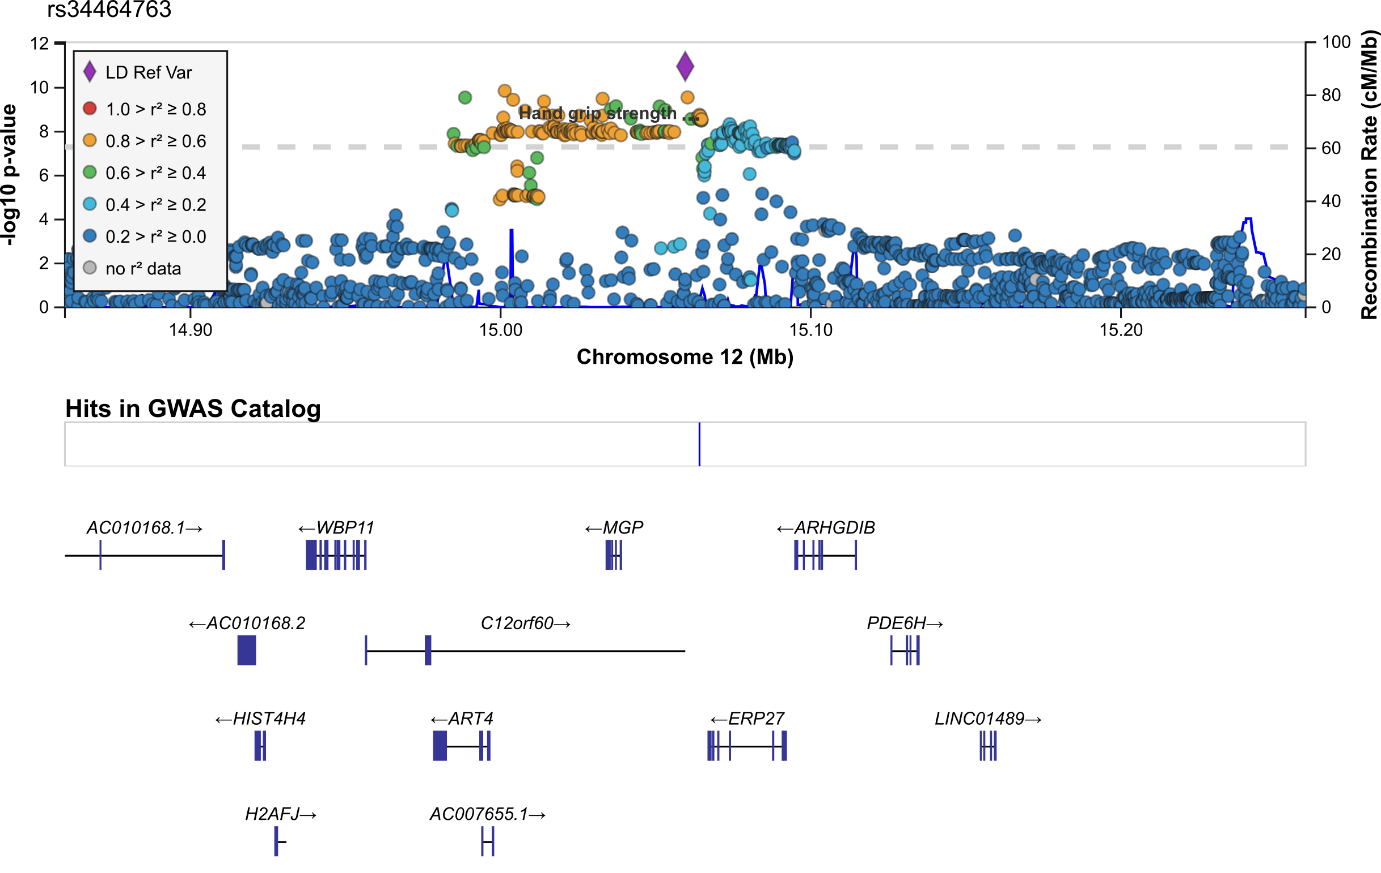 rs34464763
12
10
8
6
4
2
0
-log10 p-value
100
80
60
40
20
0
Recombination Rate (cM/Mb)
LD Ref Var
1.0 > r² ≥ 0.8
0.8 > r² ≥ 0.6
0.6 > r² ≥ 0.4
0.4 > r² ≥ 0.2
0.2 > r² ≥ 0.0
no r² data
Hand grip strength ...
14.90 15.00 15.10 15.20
Chromosome 12 (Mb)
Hits in GWAS Catalog
AC010168.1→ ←WBP11 ←MGP ←ARHGDIB
←AC010168.2 C12orf60→ PDE6H→
←HIST4H4 ←ART4 ←ERP27 LINC01489→
H2AFJ→ AC007655.1→